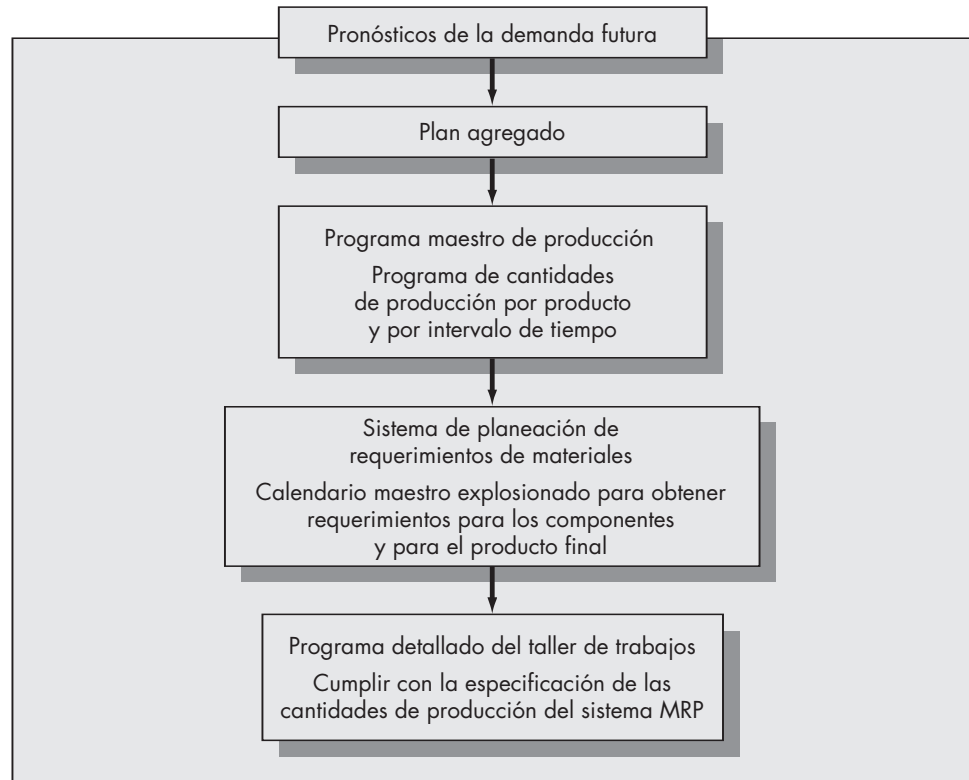 Pronósticos de la demanda futura
Plan agregado
Programa maestro de producción
Programa de cantidades
de producción por producto
y por intervalo de tiempo
Sistema de planeación de
requerimientos de materiales
Calendario maestro explosionado para obtener
requerimientos para los componentes
y para el producto final
Programa detallado del taller de trabajos
Cumplir con la especificación de las
cantidades de producción del sistema MRP